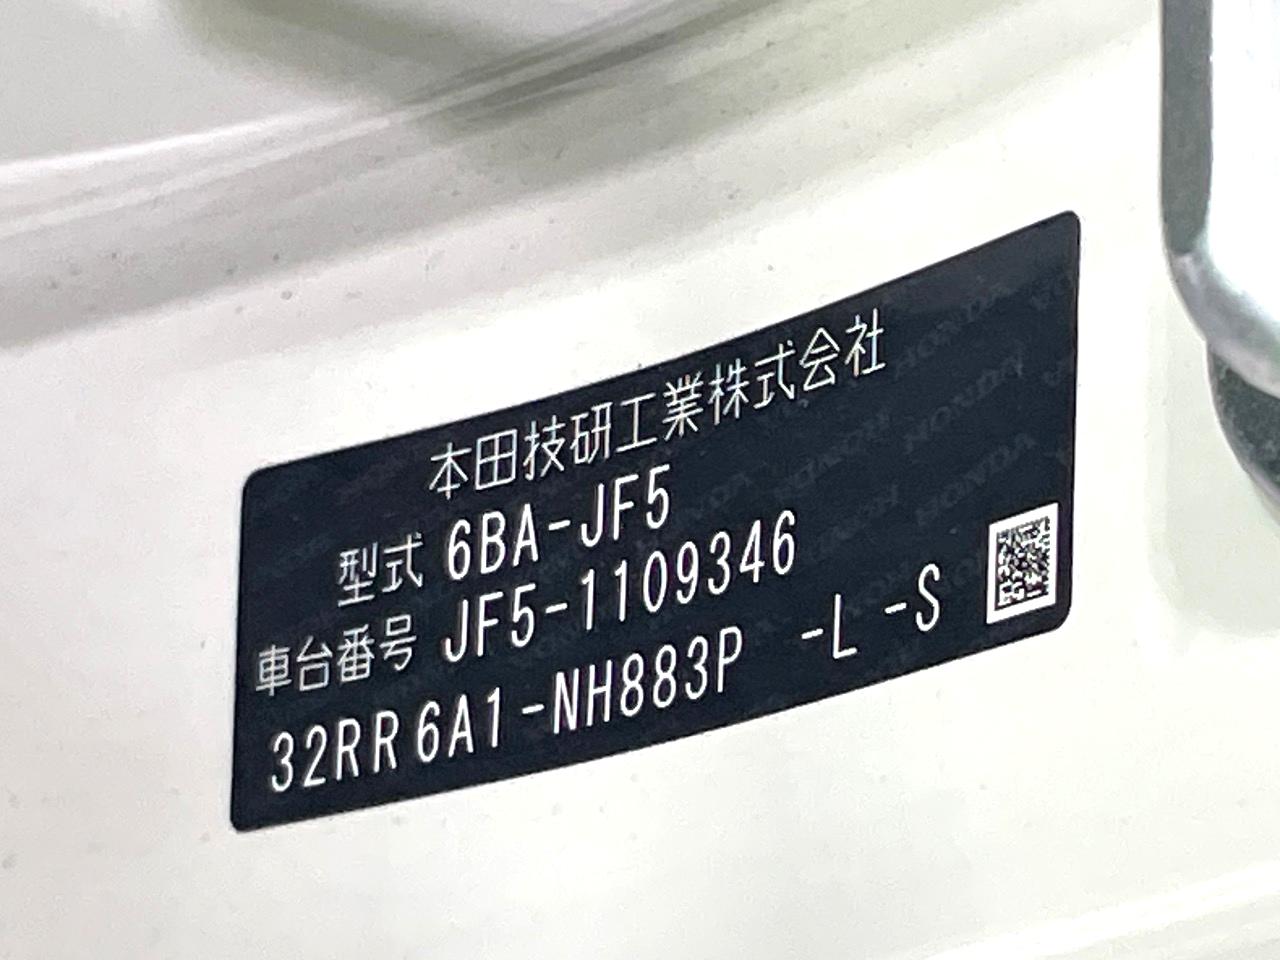 本田技研工業株式会社
型式 6BA-JF5
車台番号 JF5-1109346
32RR6A1-NH883P -L -S